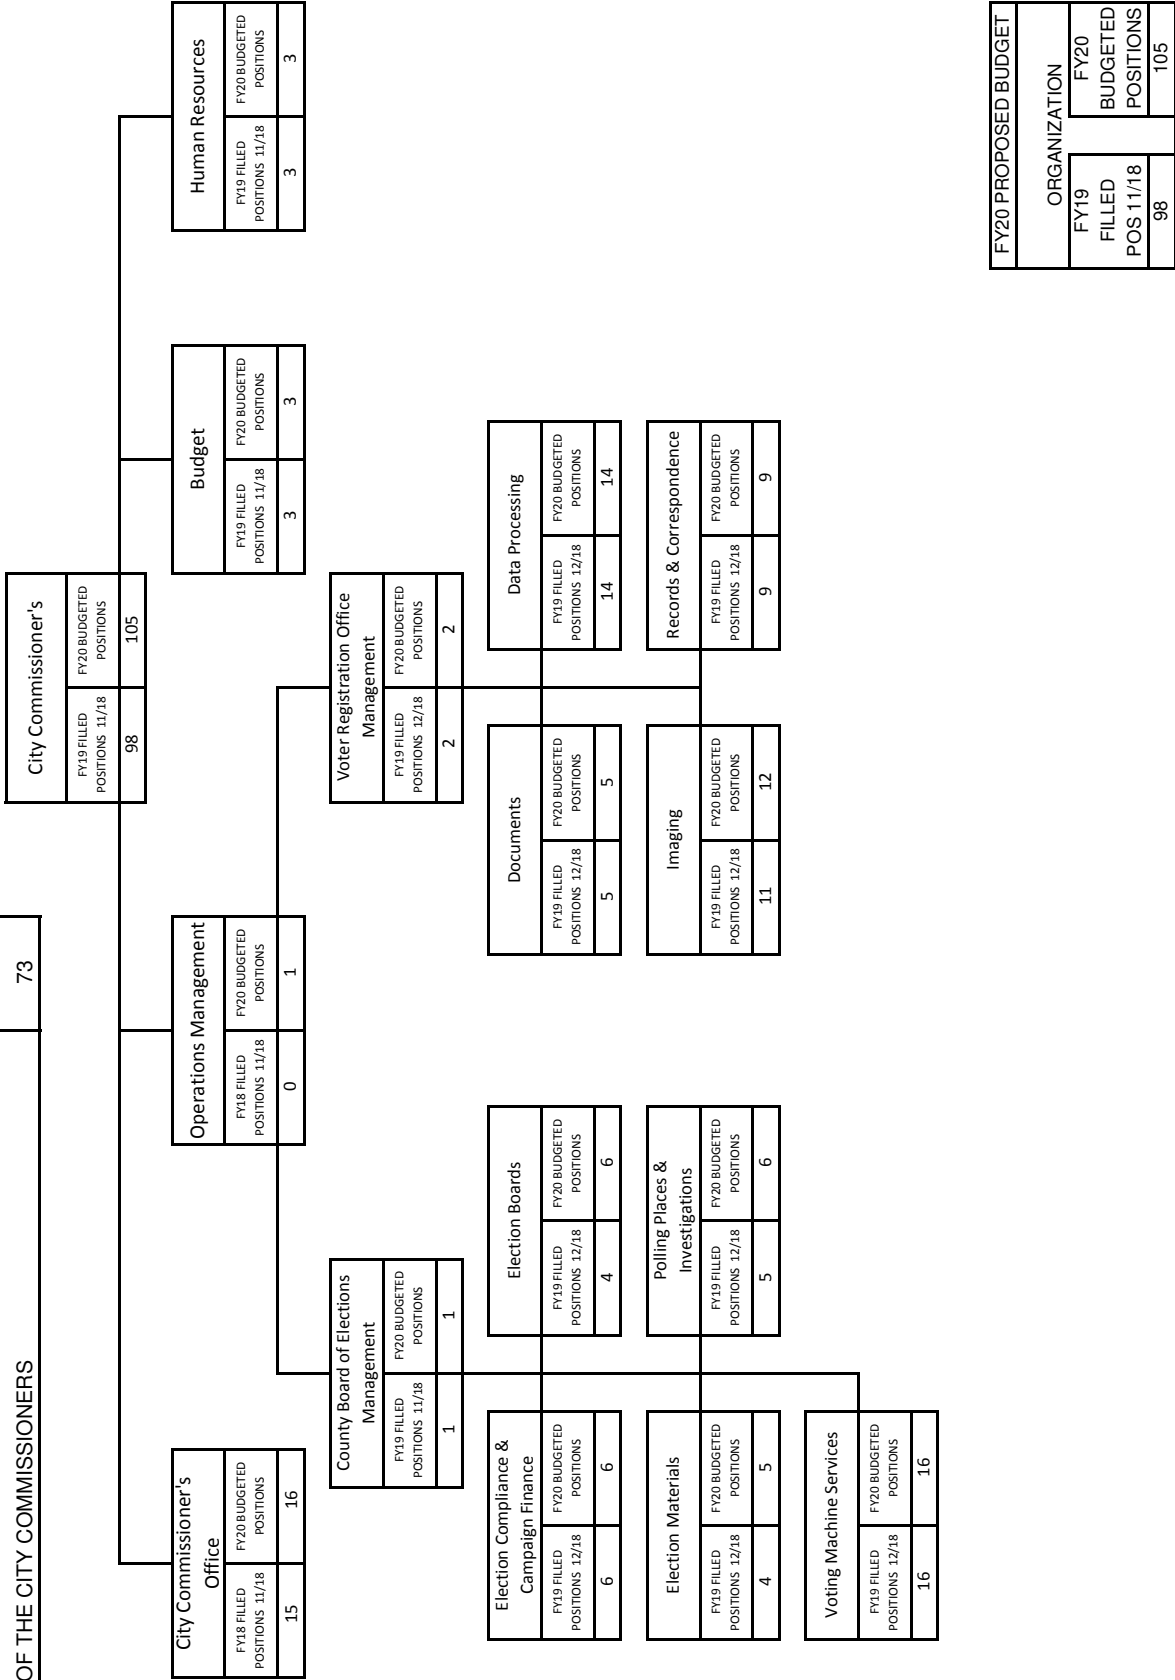 OF THE CITY COMMISSIONERS
73
City Commissioner's
FY19 FILLED
POSITIONS 11/18
FY20 BUDGETED
POSITIONS
98
105
City Commissioner's
Office
FY18 FILLED
POSITIONS 11/18
FY20 BUDGETED
POSITIONS
15
16
Operations Management
FY18 FILLED
POSITIONS 11/18
FY20 BUDGETED
POSITIONS
0
1
Budget
FY19 FILLED
POSITIONS 11/18
FY20 BUDGETED
POSITIONS
3
3
Human Resources
FY19 FILLED
POSITIONS 11/18
FY20 BUDGETED
POSITIONS
3
3
County Board of Elections
Management
FY19 FILLED
POSITIONS 11/18
FY20 BUDGETED
POSITIONS
1
1
Voter Registration Office
Management
FY19 FILLED
POSITIONS 12/18
FY20 BUDGETED
POSITIONS
2
2
Election Compliance &
Campaign Finance
FY19 FILLED
POSITIONS 12/18
FY20 BUDGETED
POSITIONS
6
6
Election Boards
FY19 FILLED
POSITIONS 12/18
FY20 BUDGETED
POSITIONS
4
6
Documents
FY19 FILLED
POSITIONS 12/18
FY20 BUDGETED
POSITIONS
5
5
Data Processing
FY19 FILLED
POSITIONS 12/18
FY20 BUDGETED
POSITIONS
14
14
Election Materials
FY19 FILLED
POSITIONS 12/18
FY20 BUDGETED
POSITIONS
4
5
Polling Places &
Investigations
FY19 FILLED
POSITIONS 12/18
FY20 BUDGETED
POSITIONS
5
6
Imaging
FY19 FILLED
POSITIONS 12/18
FY20 BUDGETED
POSITIONS
11
12
Records & Correspondence
FY19 FILLED
POSITIONS 12/18
FY20 BUDGETED
POSITIONS
9
9
Voting Machine Services
FY19 FILLED
POSITIONS 12/18
FY20 BUDGETED
POSITIONS
16
16
FY20 PROPOSED BUDGET
ORGANIZATION
FY19
FILLED
POS 11/18
FY20
BUDGETED
POSITIONS
98
105